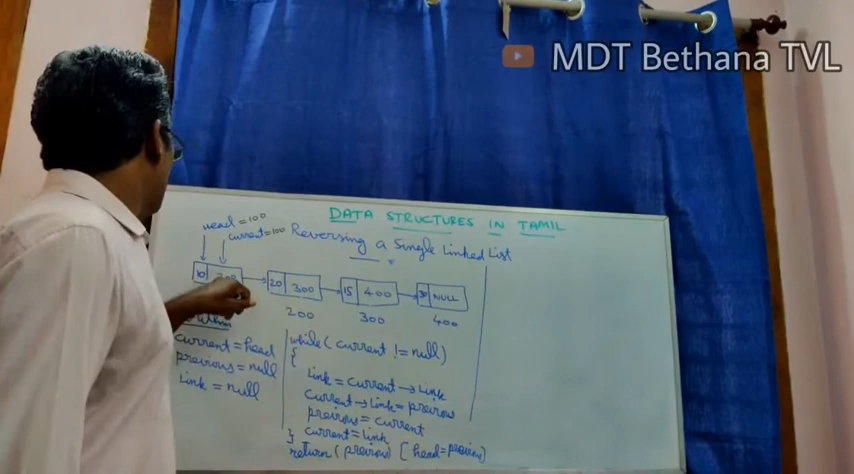 MDT Bethana TVL
DATA STRUCTURES IN TAMIL
Head = 100
current = 100
Reversing a Single Linked List
10 200
20 300
15 400
NULL
200
300
400
current = head
previous = null
Link = null
while (current != null)
{
Link = current → Link
current → Link = previous
previous = current
current = Link
}
return (previous) [head = previous]